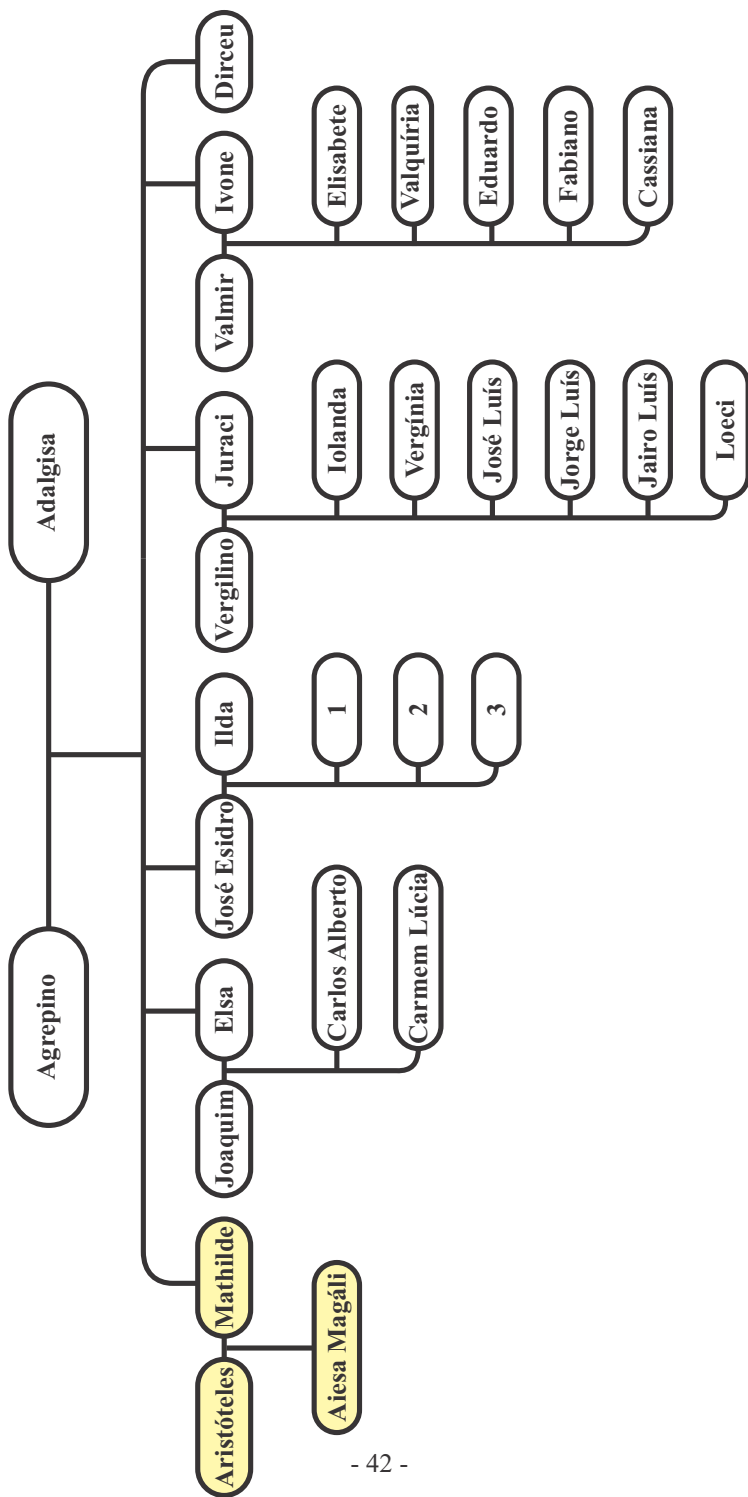 Agrepino
Adalgisa
Aristóteles
Mathilde
Joaquim
Elsa
José Esidro
Ilda
Vergilino
Juraci
Valmir
Ivone
Dirceu
Aiesa Magáli
Carlos Alberto
Carmem Lúcia
1
2
3
Iolanda
Vergínia
José Luís
Jorge Luís
Jairo Luís
Loeci
Elisabete
Valquíria
Eduardo
Fabiano
Cassiana
- 42 -